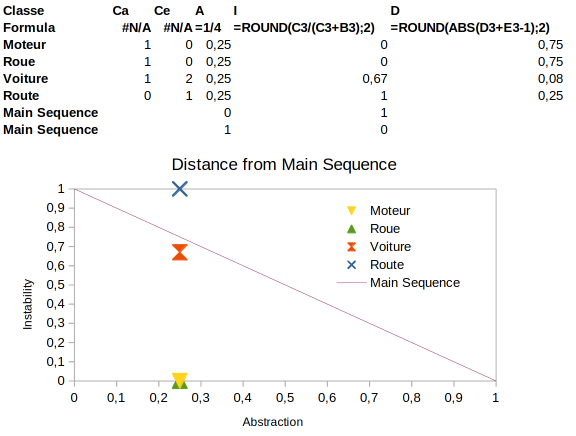 Classe Ca Ce A I D
Formula #N/A #N/A =1/4 =ROUND(C3/(C3+B3);2) =ROUND(ABS(D3+E3-1);2)
Moteur 1 0 0,25 0 0,75
Roue 1 0 0,25 0 0,75
Voiture 1 2 0,25 0,67 0,08
Route 0 1 0,25 1 0,25
Main Sequence 0 1
Main Sequence 1 0
Distance from Main Sequence
1
0,9
0,8
0,7
0,6
0,5
0,4
0,3
0,2
0,1
0
Instability
Moteur
Roue
Voiture
Route
Main Sequence
0 0,1 0,2 0,3 0,4 0,5 0,6 0,7 0,8 0,9 1
Abstraction